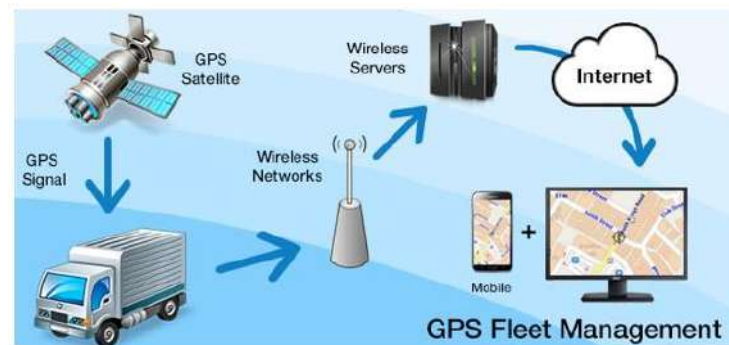 GPS
Satellite
Wireless
Servers
Internet
GPS
Signal
Wireless
Networks
+
Mobile
GPS Fleet Management